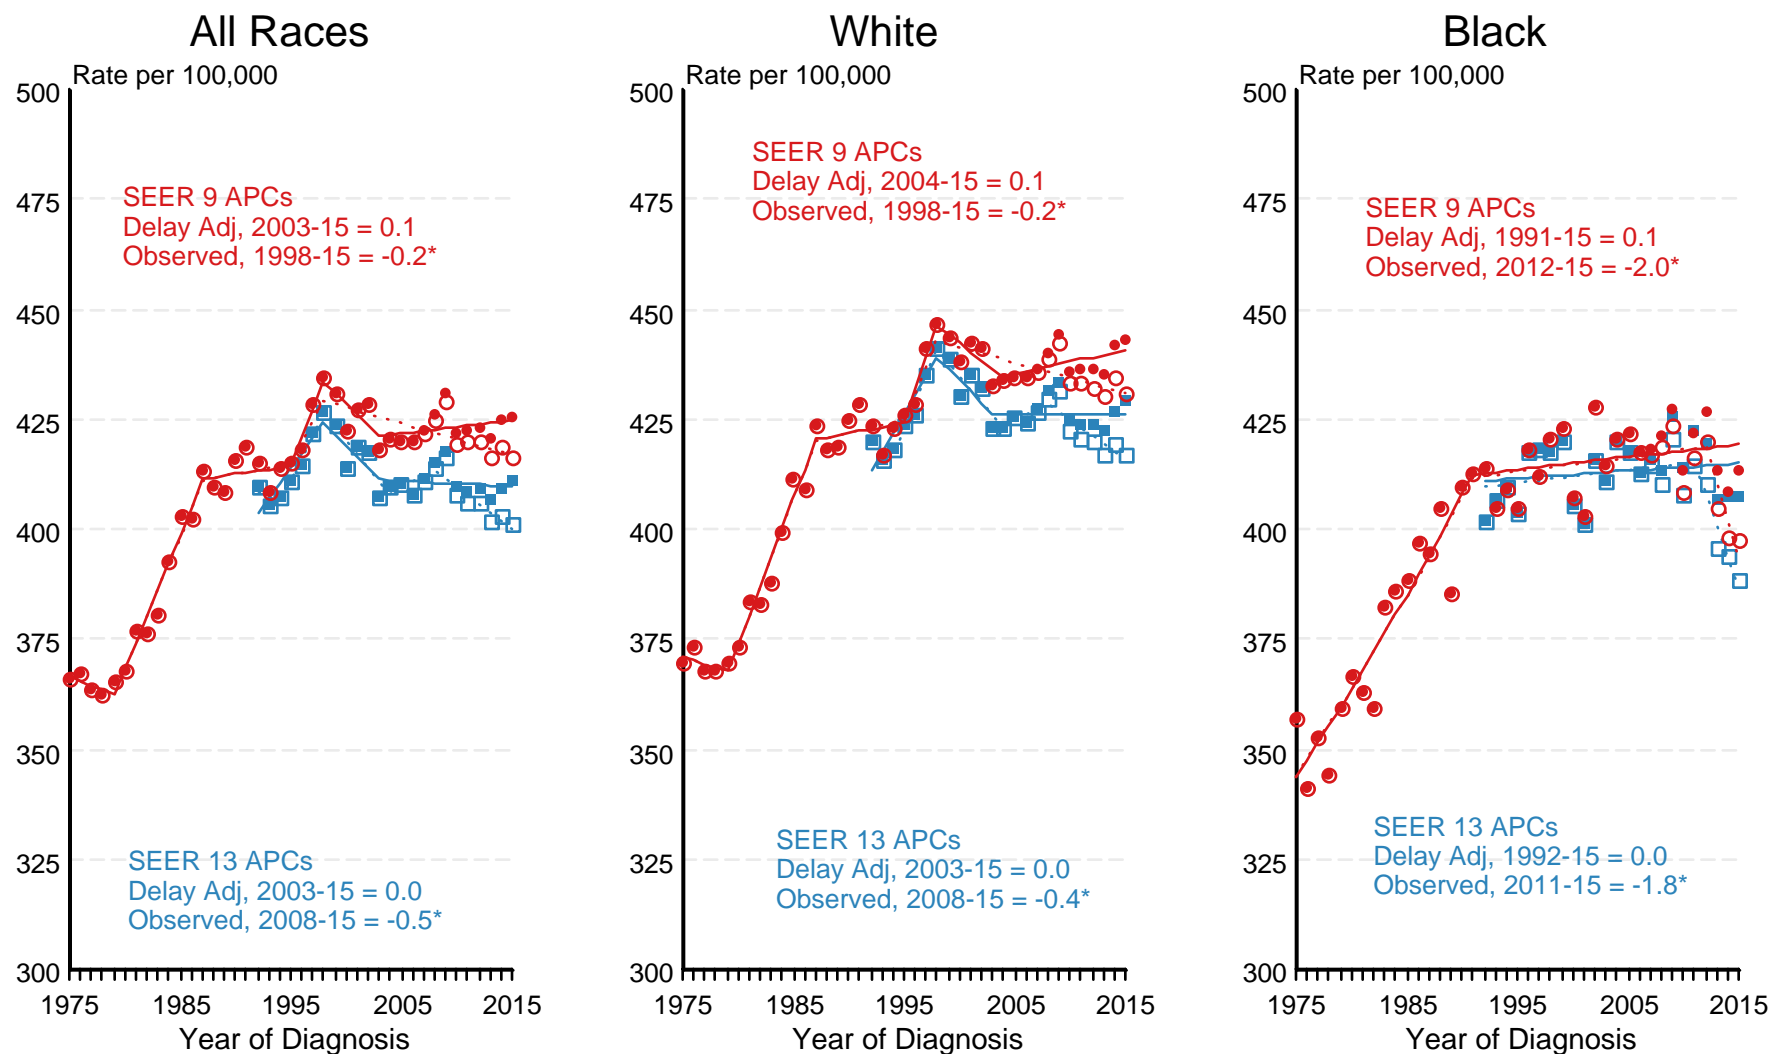 All Races
Rate per 100,000
500
475
450
425
400
375
350
325
300
SEER 9 APCs
Delay Adj, 2003-15 = 0.1
Observed, 1998-15 = -0.2*
SEER 13 APCs
Delay Adj, 2003-15 = 0.0
Observed, 2008-15 = -0.5*
1975 1985 1995 2005 2015
Year of Diagnosis
White
Rate per 100,000
500
475
450
425
400
375
350
325
300
SEER 9 APCs
Delay Adj, 2004-15 = 0.1
Observed, 1998-15 = -0.2*
SEER 13 APCs
Delay Adj, 2003-15 = 0.0
Observed, 2008-15 = -0.4*
1975 1985 1995 2005 2015
Year of Diagnosis
Black
Rate per 100,000
500
475
450
425
400
375
350
325
300
SEER 9 APCs
Delay Adj, 1991-15 = 0.1
Observed, 2012-15 = -2.0*
SEER 13 APCs
Delay Adj, 1992-15 = 0.0
Observed, 2011-15 = -1.8*
1975 1985 1995 2005 2015
Year of Diagnosis